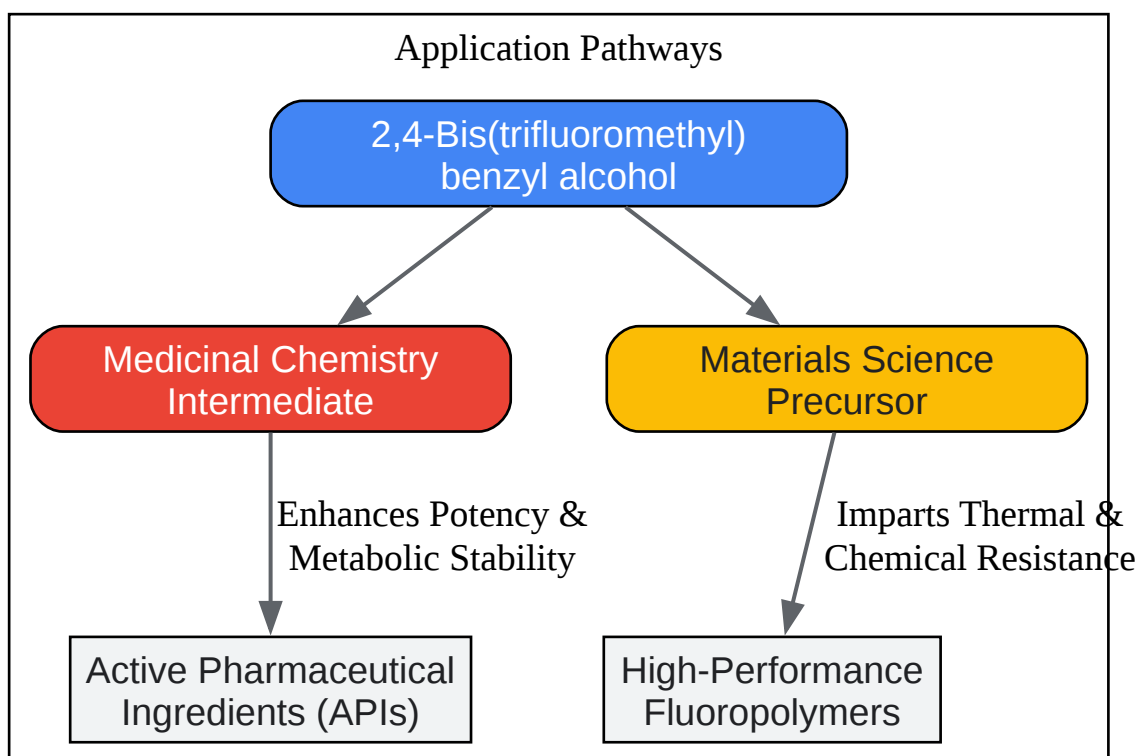 Application Pathways
2,4-Bis(trifluoromethyl)
benzyl alcohol
Medicinal Chemistry
Intermediate
Materials Science
Precursor
Enhances Potency &
Metabolic Stability
Imparts Thermal &
Chemical Resistance
Active Pharmaceutical
Ingredients (APIs)
High-Performance
Fluoropolymers